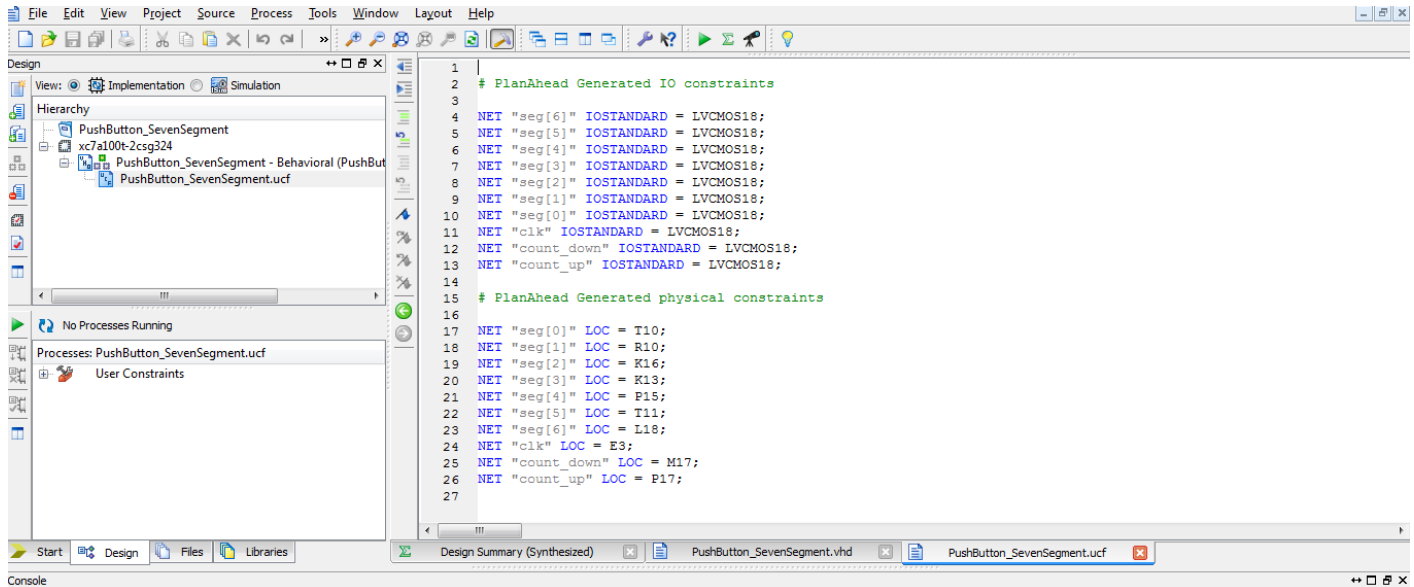 File Edit View Project Source Process Tools Window Layout Help
Design
View: Implementation Simulation
Hierarchy
PushButton_SevenSegment
xc7a100t-2csg324
PushButton_SevenSegment - Behavioral (PushBut
PushButton_SevenSegment.ucf
No Processes Running
Processes: PushButton_SevenSegment.ucf
User Constraints
Start Design Files Libraries
1
2 # PlanAhead Generated IO constraints
3
4 NET "seg[6]" IOSTANDARD = LVCMOS18;
5 NET "seg[5]" IOSTANDARD = LVCMOS18;
6 NET "seg[4]" IOSTANDARD = LVCMOS18;
7 NET "seg[3]" IOSTANDARD = LVCMOS18;
8 NET "seg[2]" IOSTANDARD = LVCMOS18;
9 NET "seg[1]" IOSTANDARD = LVCMOS18;
10 NET "seg[0]" IOSTANDARD = LVCMOS18;
11 NET "clk" IOSTANDARD = LVCMOS18;
12 NET "count_down" IOSTANDARD = LVCMOS18;
13 NET "count_up" IOSTANDARD = LVCMOS18;
14
15 # PlanAhead Generated physical constraints
16
17 NET "seg[0]" LOC = T10;
18 NET "seg[1]" LOC = R10;
19 NET "seg[2]" LOC = K16;
20 NET "seg[3]" LOC = K13;
21 NET "seg[4]" LOC = P15;
22 NET "seg[5]" LOC = T11;
23 NET "seg[6]" LOC = L18;
24 NET "clk" LOC = E3;
25 NET "count_down" LOC = M17;
26 NET "count_up" LOC = P17;
27
Design Summary (Synthesized) PushButton_SevenSegment.vhd PushButton_SevenSegment.ucf
Console